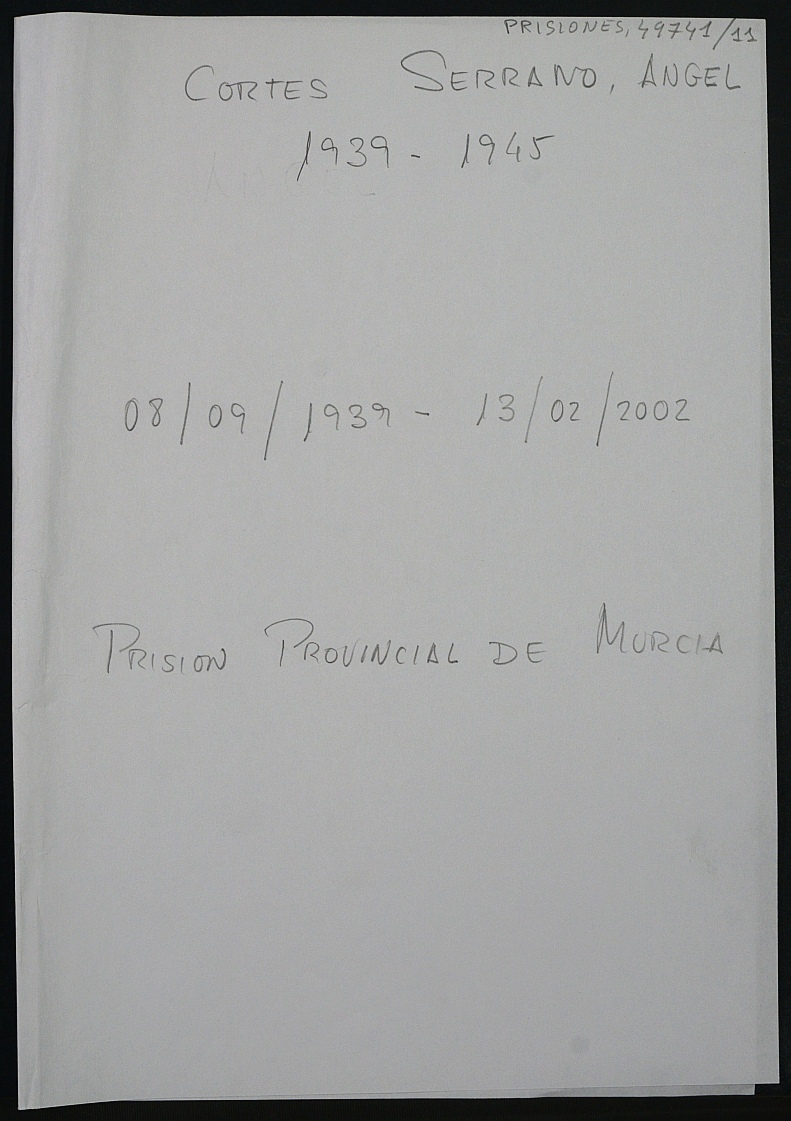 PRISIONES, 49741/11
CORTES SERRANO, ANGEL
1939 - 1945
08/09/1939 - 13/02/2002
PRISION PROVINCIAL DE MURCIA